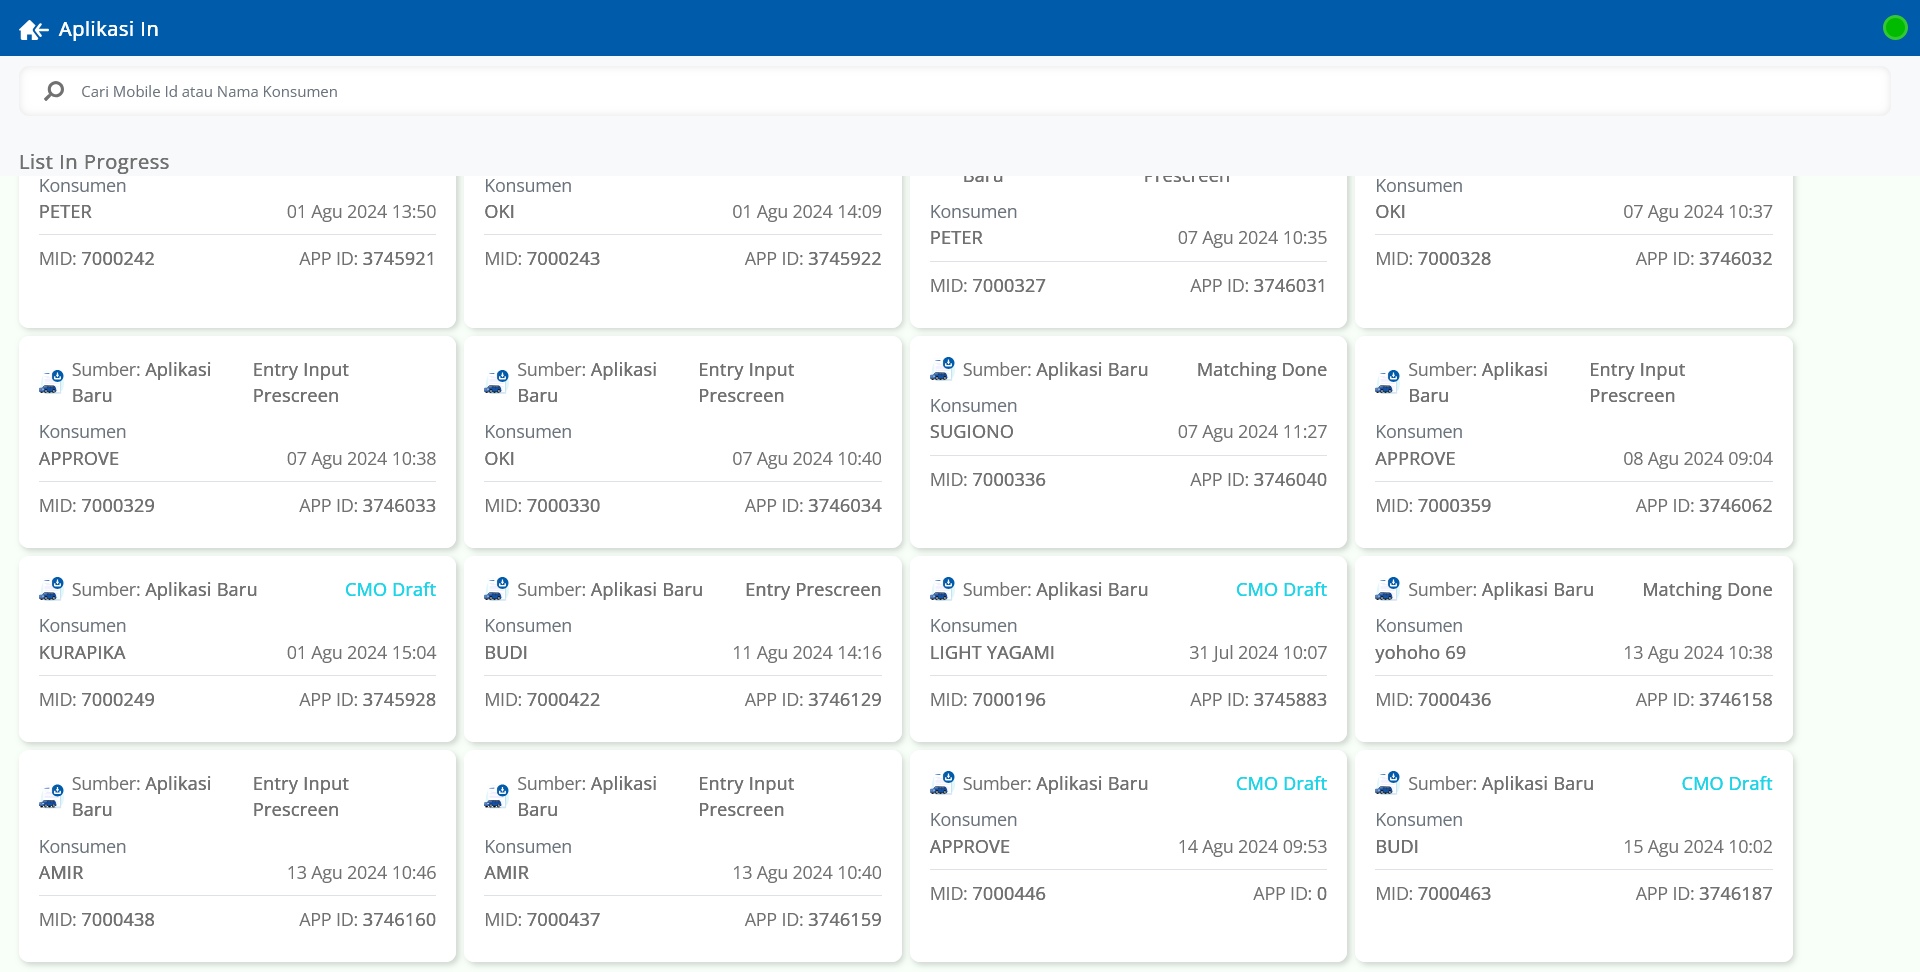 Aplikasi In
Cari Mobile Id atau Nama Konsumen
List In Progress
Konsumen
PETER 01 Agu 2024 13:50
MID: 7000242 APP ID: 3745921
Konsumen
OKI 01 Agu 2024 14:09
MID: 7000243 APP ID: 3745922
Baru Prescreen
Konsumen
PETER 07 Agu 2024 10:35
MID: 7000327 APP ID: 3746031
Konsumen
OKI 07 Agu 2024 10:37
MID: 7000328 APP ID: 3746032
Sumber: Aplikasi Entry Input
Baru Prescreen
Konsumen
APPROVE 07 Agu 2024 10:38
MID: 7000329 APP ID: 3746033
Sumber: Aplikasi Entry Input
Baru Prescreen
Konsumen
OKI 07 Agu 2024 10:40
MID: 7000330 APP ID: 3746034
Sumber: Aplikasi Baru Matching Done
Konsumen
SUGIONO 07 Agu 2024 11:27
MID: 7000336 APP ID: 3746040
Sumber: Aplikasi Entry Input
Baru Prescreen
Konsumen
APPROVE 08 Agu 2024 09:04
MID: 7000359 APP ID: 3746062
Sumber: Aplikasi Baru CMO Draft
Konsumen
KURAPIKA 01 Agu 2024 15:04
MID: 7000249 APP ID: 3745928
Sumber: Aplikasi Baru Entry Prescreen
Konsumen
BUDI 11 Agu 2024 14:16
MID: 7000422 APP ID: 3746129
Sumber: Aplikasi Baru CMO Draft
Konsumen
LIGHT YAGAMI 31 Jul 2024 10:07
MID: 7000196 APP ID: 3745883
Sumber: Aplikasi Baru Matching Done
Konsumen
yohoho 69 13 Agu 2024 10:38
MID: 7000436 APP ID: 3746158
Sumber: Aplikasi Entry Input
Baru Prescreen
Konsumen
AMIR 13 Agu 2024 10:46
MID: 7000438 APP ID: 3746160
Sumber: Aplikasi Entry Input
Baru Prescreen
Konsumen
AMIR 13 Agu 2024 10:40
MID: 7000437 APP ID: 3746159
Sumber: Aplikasi Baru CMO Draft
Konsumen
APPROVE 14 Agu 2024 09:53
MID: 7000446 APP ID: 0
Sumber: Aplikasi Baru CMO Draft
Konsumen
BUDI 15 Agu 2024 10:02
MID: 7000463 APP ID: 3746187